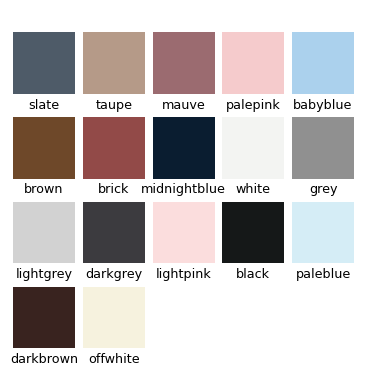 slate taupe mauve palepink babyblue
brown brick midnightblue white grey
lightgrey darkgrey lightpink black paleblue
darkbrown offwhite